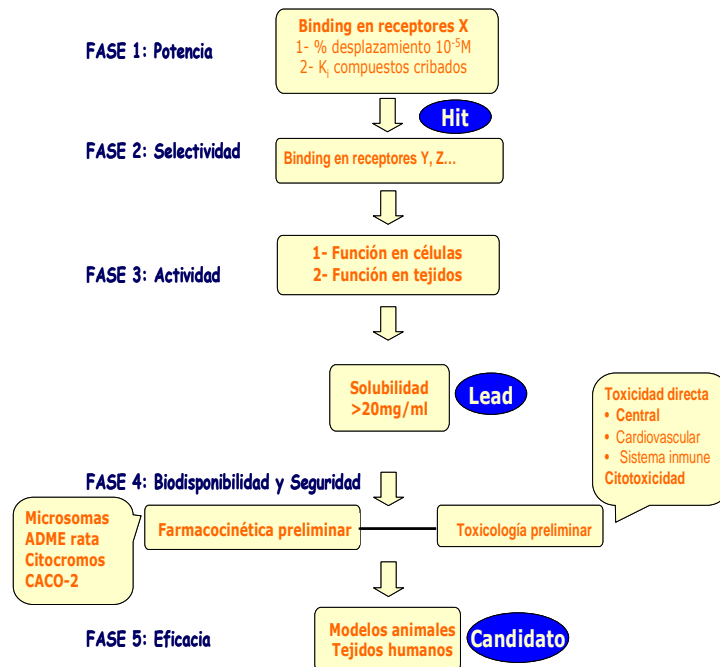 FASE 1: Potencia
Binding en receptores X
1- % desplazamiento 10⁻⁵M
2- Kᵢ compuestos cribados
Hit
FASE 2: Selectividad
Binding en receptores Y, Z...
FASE 3: Actividad
1- Función en células
2- Función en tejidos
Solubilidad
>20mg/ml
Lead
Toxicidad directa
• Central
• Cardiovascular
• Sistema inmune
Citotoxicidad
FASE 4: Biodisponibilidad y Seguridad
Microsomas
ADME rata
Citocromos
CACO-2
Farmacocinética preliminar
Toxicología preliminar
FASE 5: Eficacia
Modelos animales
Tejidos humanos
Candidato